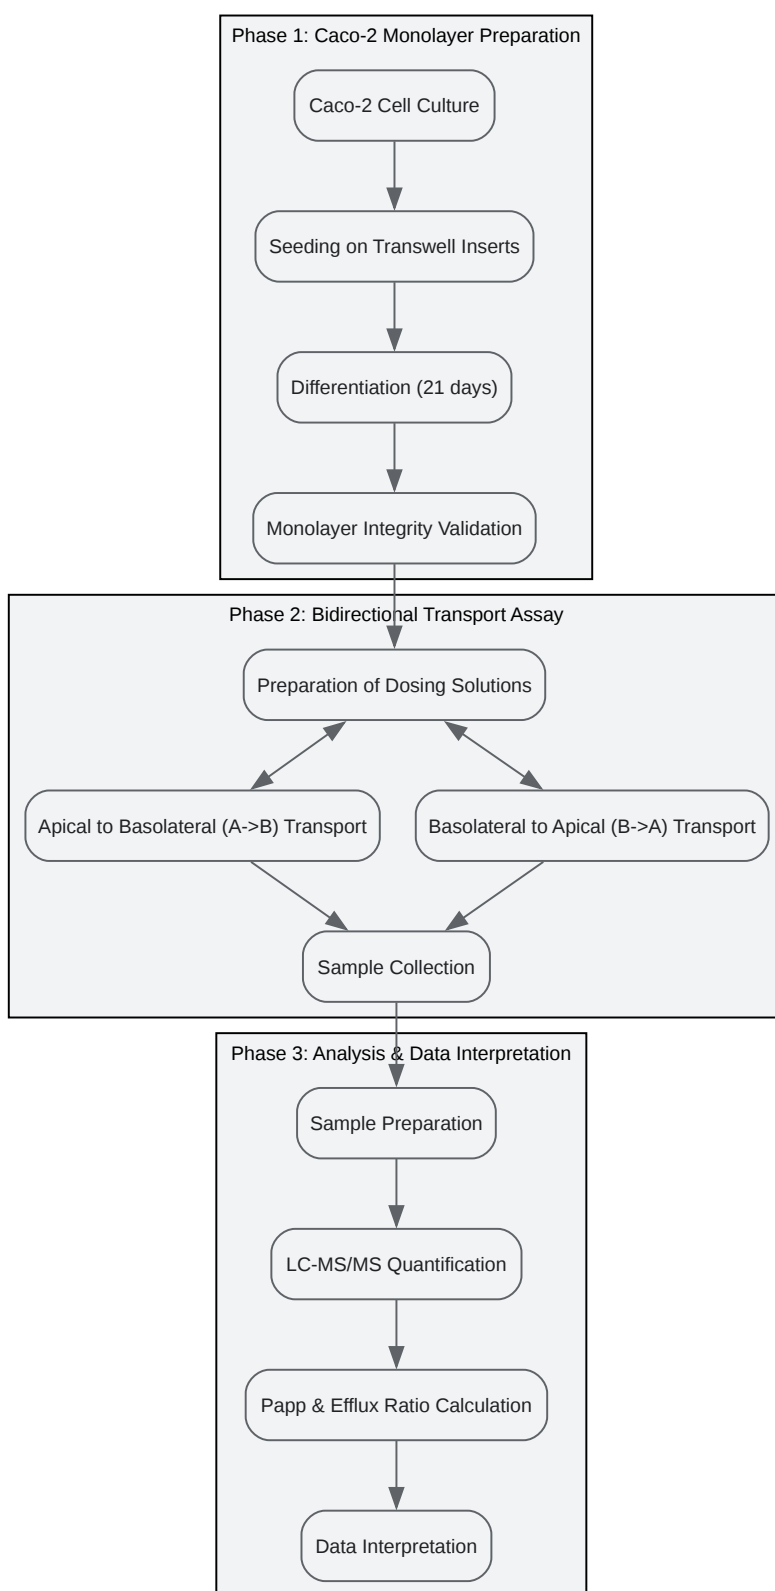 Phase 1: Caco-2 Monolayer Preparation
Caco-2 Cell Culture
Seeding on Transwell Inserts
Differentiation (21 days)
Monolayer Integrity Validation
Phase 2: Bidirectional Transport Assay
Preparation of Dosing Solutions
Apical to Basolateral (A->B) Transport
Basolateral to Apical (B->A) Transport
Sample Collection
Phase 3: Analysis & Data Interpretation
Sample Preparation
LC-MS/MS Quantification
Papp & Efflux Ratio Calculation
Data Interpretation